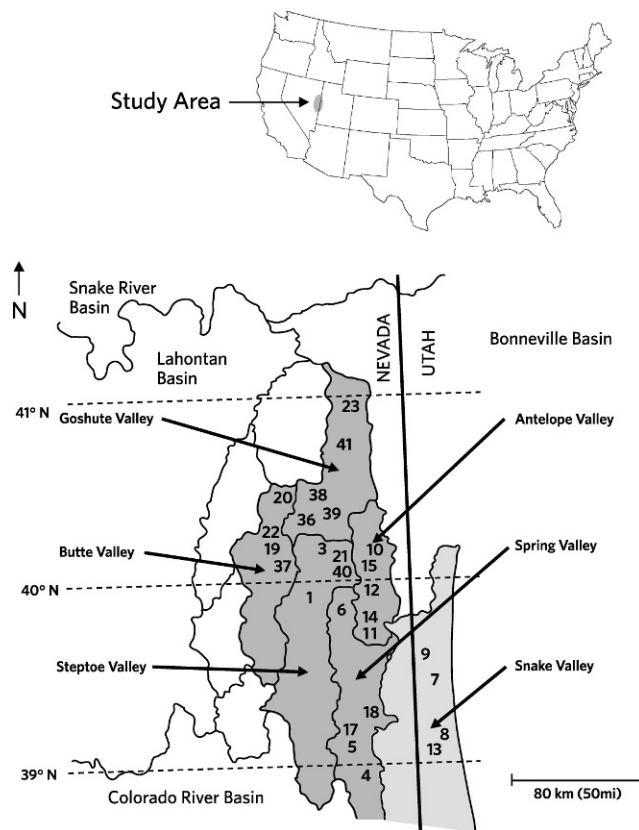 Study Area
N
Snake River
Basin
Lahontan
Basin
NEVADA
UTAH
Bonneville Basin
41° N
23
Goshute Valley
Antelope Valley
41
20
38
36
39
22
19
3
21
10
Butte Valley
Spring Valley
37
40
15
40° N
12
1
6
14
11
Steptoe Valley
9
Snake Valley
7
18
17
8
5
13
39° N
4
Colorado River Basin
80 km (50mi)